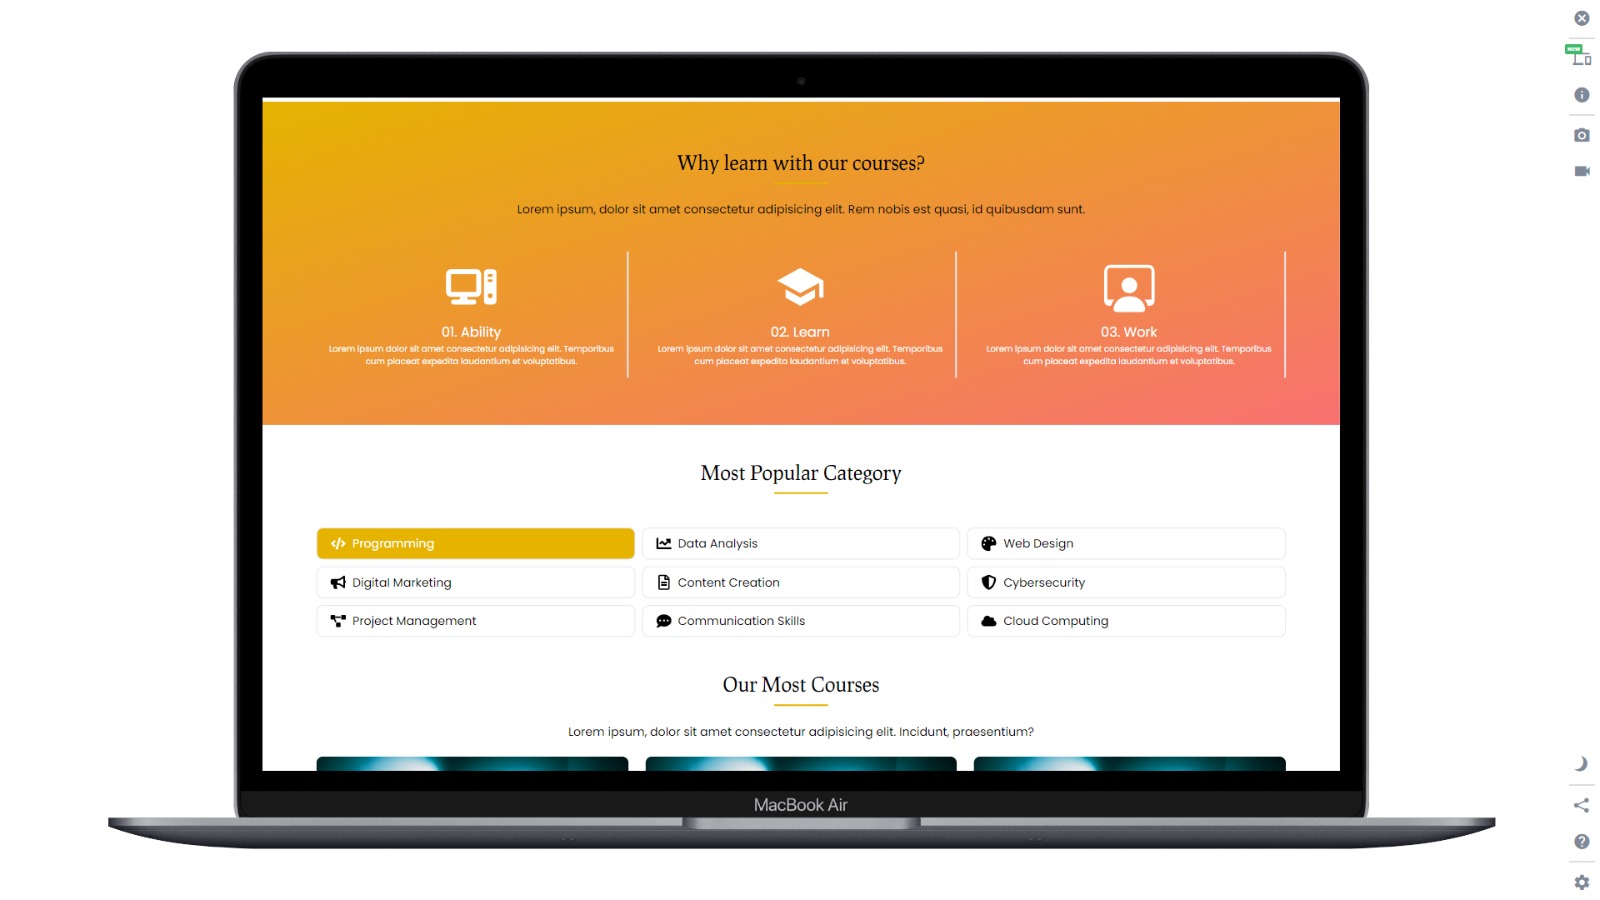 NEW
Why learn with our courses?
Lorem ipsum, dolor sit amet consectetur adipisicing elit. Rem nobis est quasi, id quibusdam sunt.
01. Ability
Lorem ipsum dolor sit amet consectetur adipisicing elit. Temporibus
cum placeat expedita laudantium et voluptatibus.
02. Learn
Lorem ipsum dolor sit amet consectetur adipisicing elit. Temporibus
cum placeat expedita laudantium et voluptatibus.
03. Work
Lorem ipsum dolor sit amet consectetur adipisicing elit. Temporibus
cum placeat expedita laudantium et voluptatibus.
Most Popular Category
Programming
Data Analysis
Web Design
Digital Marketing
Content Creation
Cybersecurity
Project Management
Communication Skills
Cloud Computing
Our Most Courses
Lorem ipsum, dolor sit amet consectetur adipisicing elit. Incidunt, praesentium?
MacBook Air